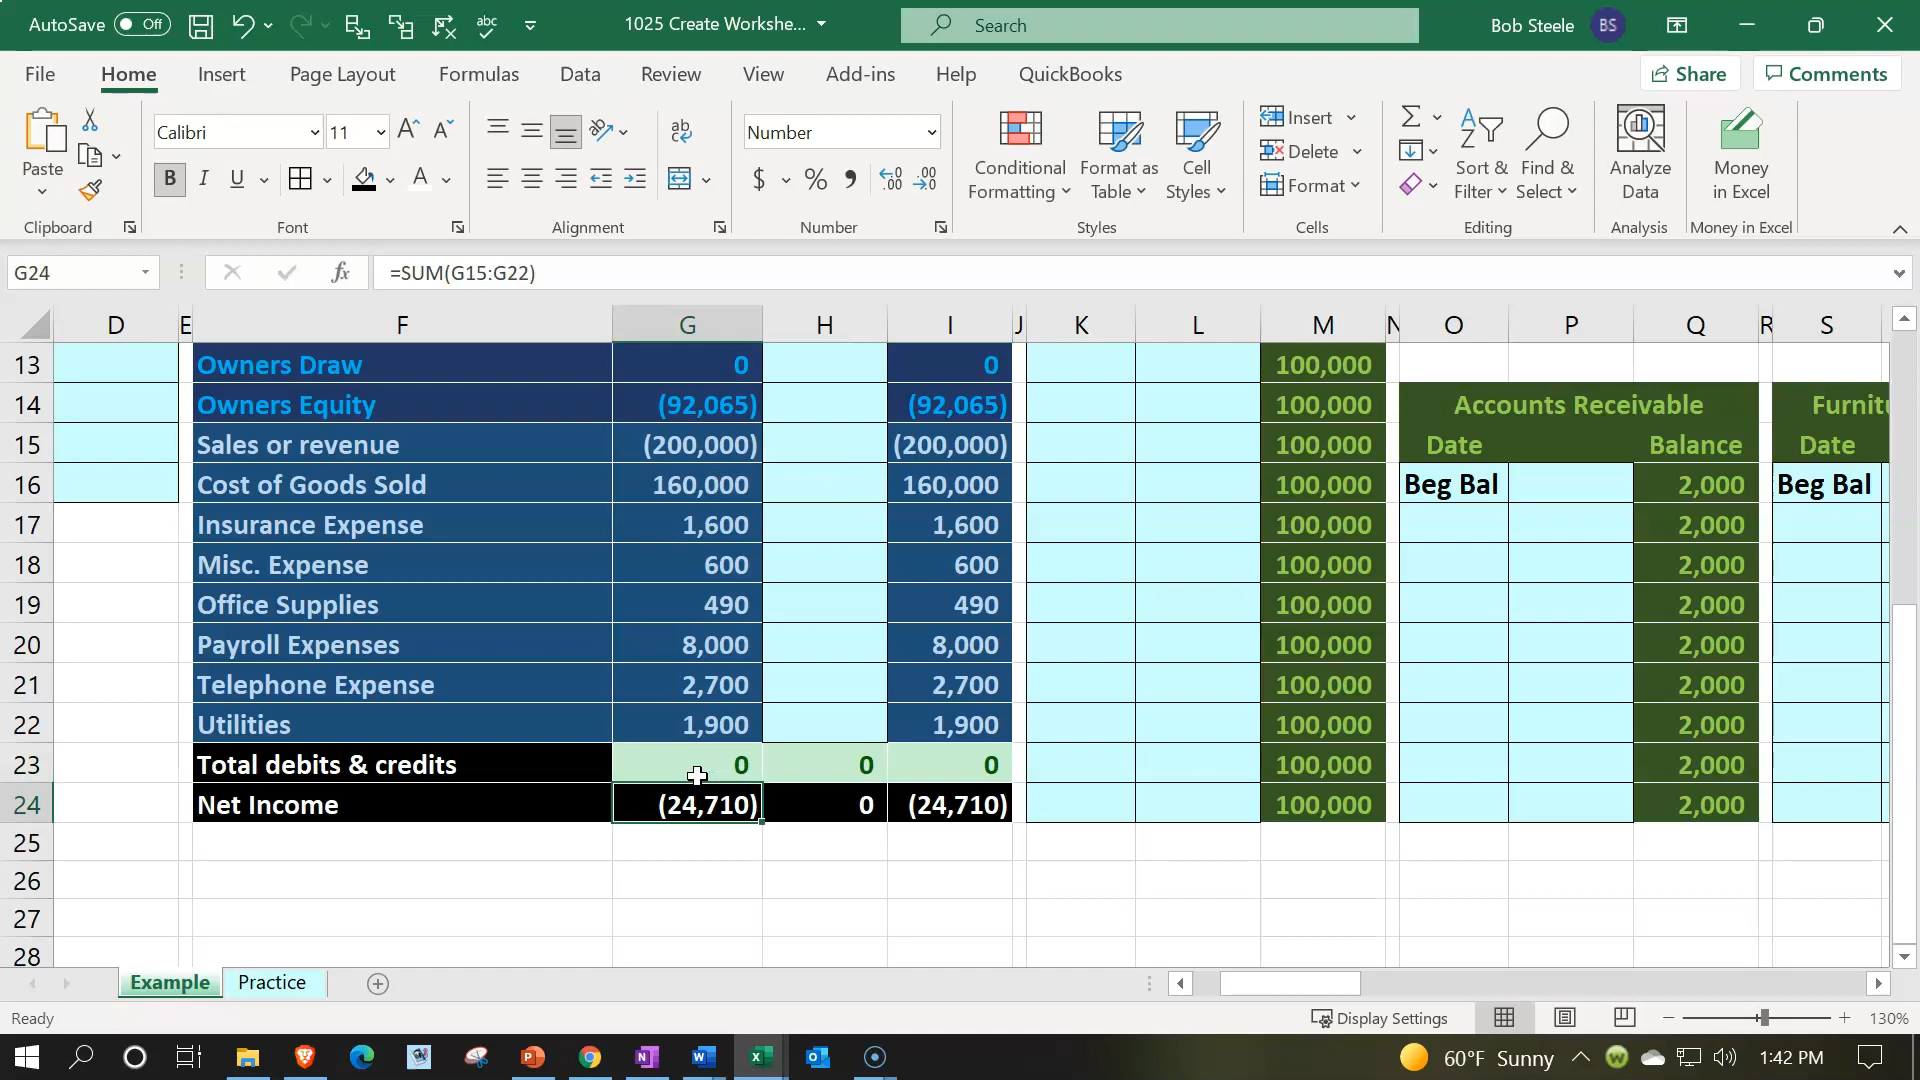 AutoSave Off abc 1025 Create Workshe... Search Bob Steele BS
File Home Insert Page Layout Formulas Data Review View Add-ins Help QuickBooks Share Comments
Paste Calibri 11 A A ab Number Conditional Formatting Format as Table Cell Styles Insert Delete Format Sort & Filter Find & Select Analyze Data Money in Excel
B I U A $ % , .00
Clipboard Font Alignment Number Styles Cells Editing Analysis Money in Excel
G24 fx =SUM(G15:G22)
D E F G H I J K L M N O P Q R S
13 Owners Draw 0 0 100,000
14 Owners Equity (92,065) (92,065) 100,000 Accounts Receivable Furnitu
15 Sales or revenue (200,000) (200,000) 100,000 Date Balance Date
16 Cost of Goods Sold 160,000 160,000 100,000 Beg Bal 2,000 Beg Bal
17 Insurance Expense 1,600 1,600 100,000 2,000
18 Misc. Expense 600 600 100,000 2,000
19 Office Supplies 490 490 100,000 2,000
20 Payroll Expenses 8,000 8,000 100,000 2,000
21 Telephone Expense 2,700 2,700 100,000 2,000
22 Utilities 1,900 1,900 100,000 2,000
23 Total debits & credits 0 0 0 100,000 2,000
24 Net Income (24,710) 0 (24,710) 100,000 2,000
25
26
27
28
Example Practice
Ready Display Settings 130%
60°F Sunny 1:42 PM